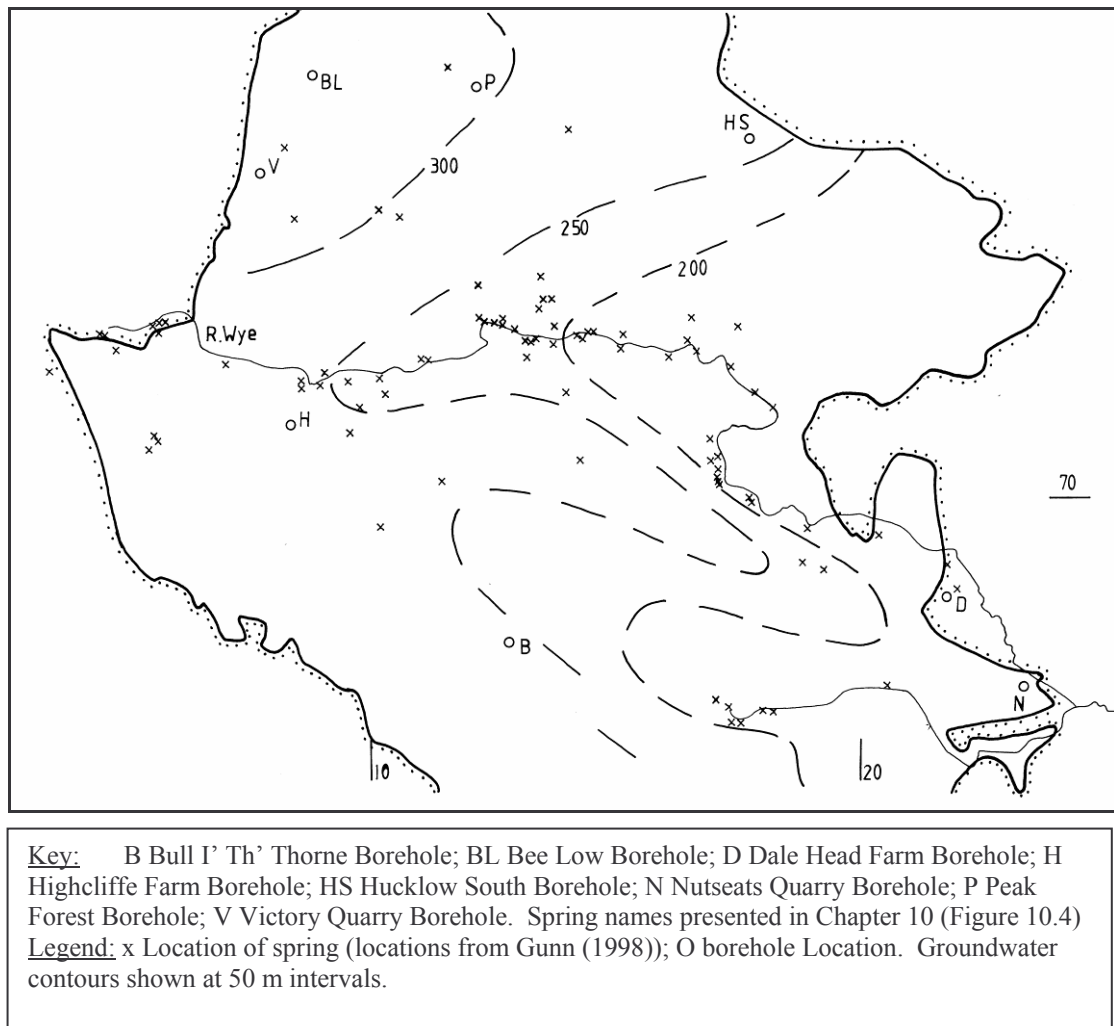 BL
P
HS
V
300
250
200
R.Wye
H
70
D
B
N
10
20
Key: B Bull I’ Th’ Thorne Borehole; BL Bee Low Borehole; D Dale Head Farm Borehole; H
Highcliffe Farm Borehole; HS Hucklow South Borehole; N Nutseats Quarry Borehole; P Peak
Forest Borehole; V Victory Quarry Borehole. Spring names presented in Chapter 10 (Figure 10.4)
Legend: x Location of spring (locations from Gunn (1998)); O borehole Location. Groundwater
contours shown at 50 m intervals.